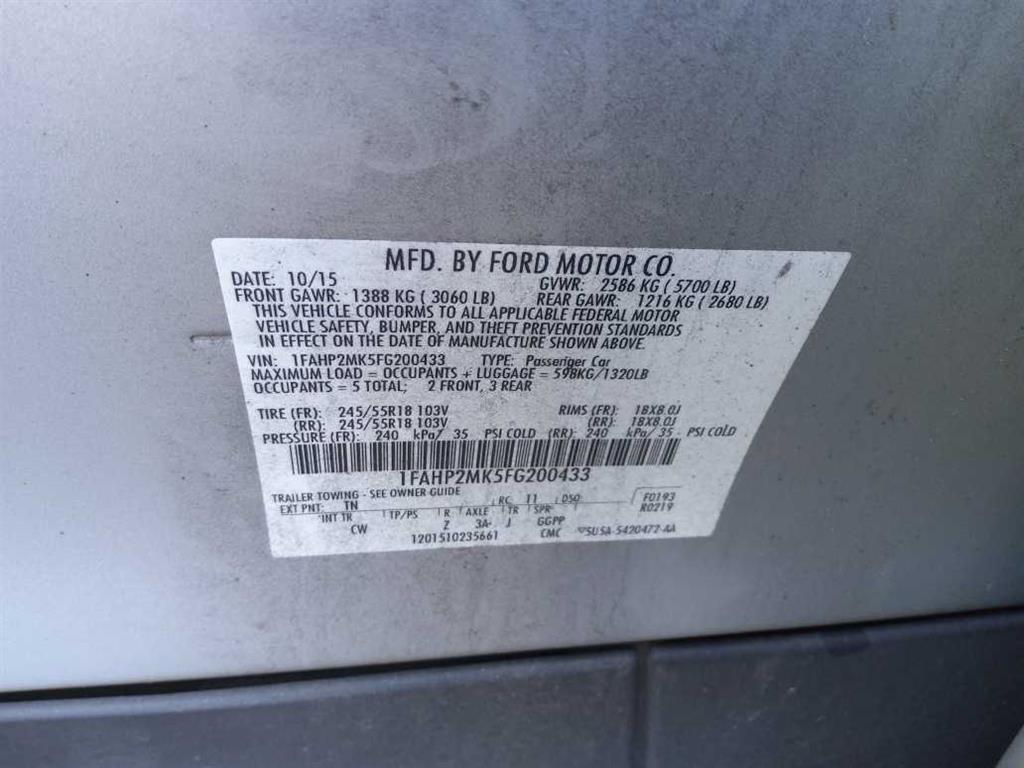 MFD. BY FORD MOTOR CO.
DATE: 10/15 GVWR: 2586 KG ( 5700 LB)
FRONT GAWR: 1388 KG ( 3060 LB) REAR GAWR: 1216 KG ( 2680 LB)
THIS VEHICLE CONFORMS TO ALL APPLICABLE FEDERAL MOTOR
VEHICLE SAFETY, BUMPER, AND THEFT PREVENTION STANDARDS
IN EFFECT ON THE DATE OF MANUFACTURE SHOWN ABOVE.
VIN: 1FAHP2MK5FG200433 TYPE: Passenger Car
MAXIMUM LOAD = OCCUPANTS + LUGGAGE = 598KG/1320LB
OCCUPANTS = 5 TOTAL; 2 FRONT, 3 REAR
TIRE (FR): 245/55R18 103V RIMS (FR): 18X8.0J
(RR): 245/55R18 103V (RR): 18X8.0J
PRESSURE (FR): 240 kPa/ 35 PSI COLD (RR): 240 kPa/ 35 PSI COLD
1FAHP2MK5FG200433
TRAILER TOWING - SEE OWNER GUIDE
EXT PNT: TN RC: 11 DSO: F0193
R0219
INT TR TP/PS R AXLE TR SPR
CW Z 3A- J GGPP
1201510235661 CMC 5U5A-5420472-AA